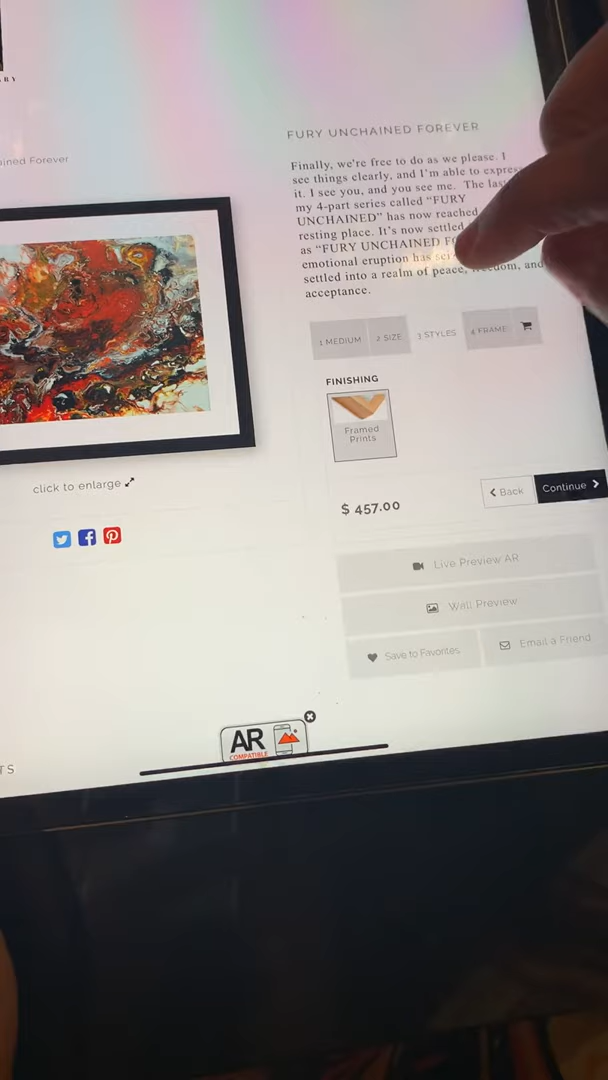 RY
ined Forever
FURY UNCHAINED FOREVER
Finally, we're free to do as we please. I
see things clearly, and I'm able to express
it. I see you, and you see me. The las
my 4-part series called "FURY
UNCHAINED" has now reached
resting place. It's now settled
as "FURY UNCHAINED F
emotional eruption has
settled into a realm of peace, freedom, and
acceptance.
1 MEDIUM 2 SIZE 3 STYLES 4 FRAME
FINISHING
Framed
Prints
click to enlarge
$ 457.00
Back Continue
Live Preview AR
Wall Preview
Save to Favorites Email a Friend
AR
COMPATIBLE
TS